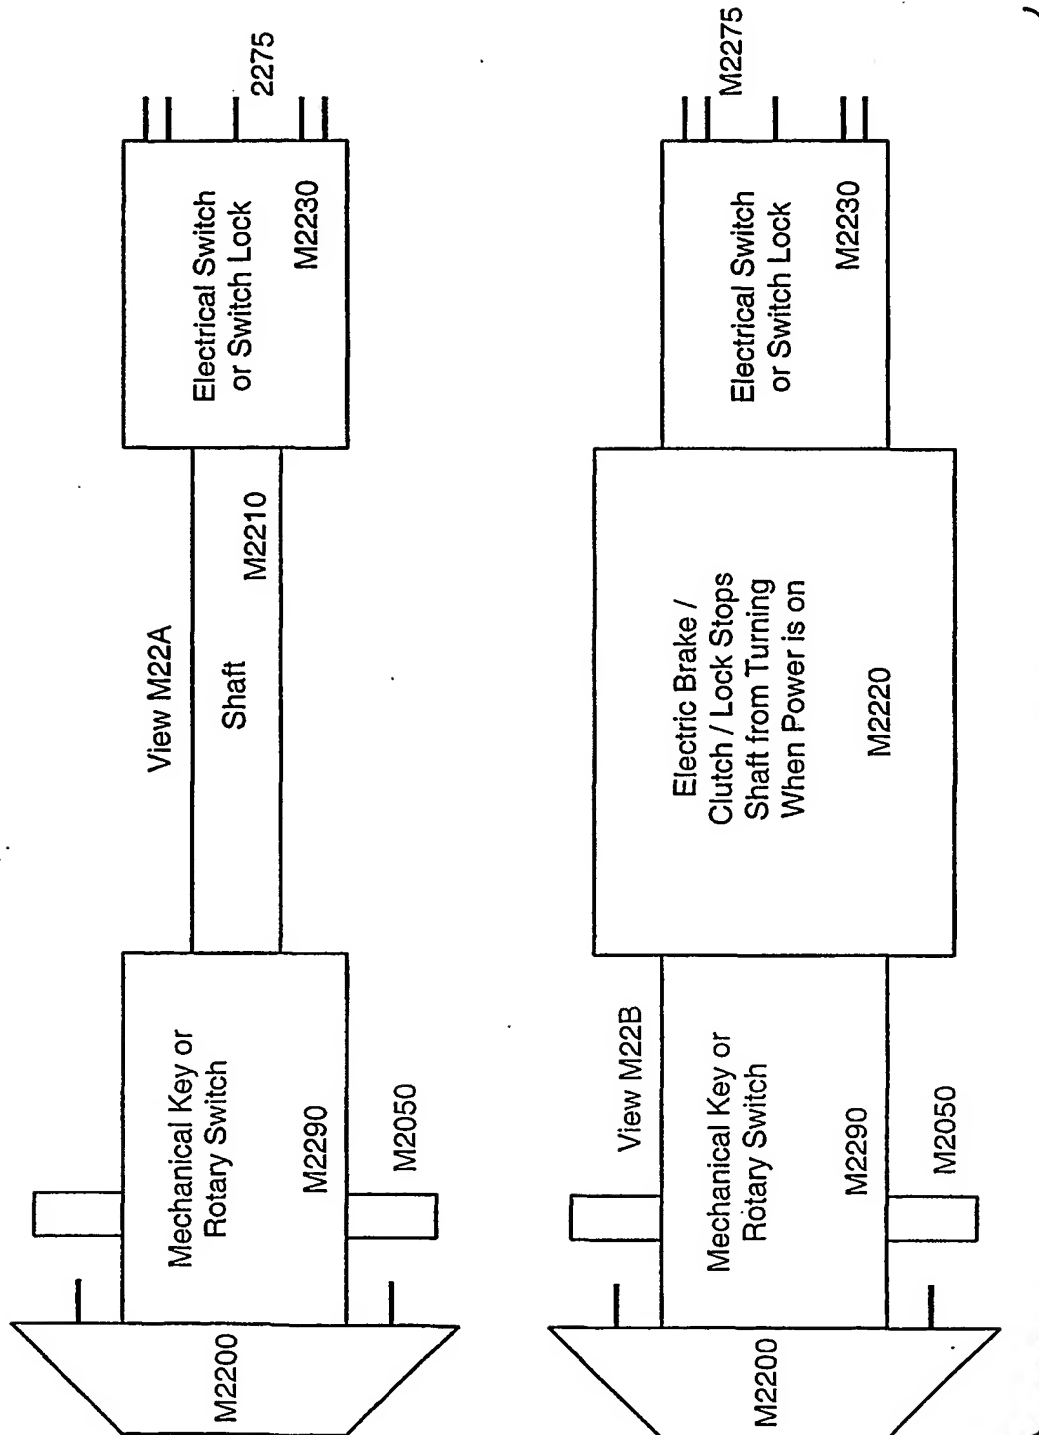 View M22A
M2200
Mechanical Key or
Rotary Switch
M2290
M2050
Shaft
M2210
Electrical Switch
or Switch Lock
M2230
2275
View M22B
M2200
Mechanical Key or
Rotary Switch
M2290
M2050
Electric Brake /
Clutch / Lock Stops
Shaft from Turning
When Power is on
M2220
Electrical Switch
or Switch Lock
M2230
M2275